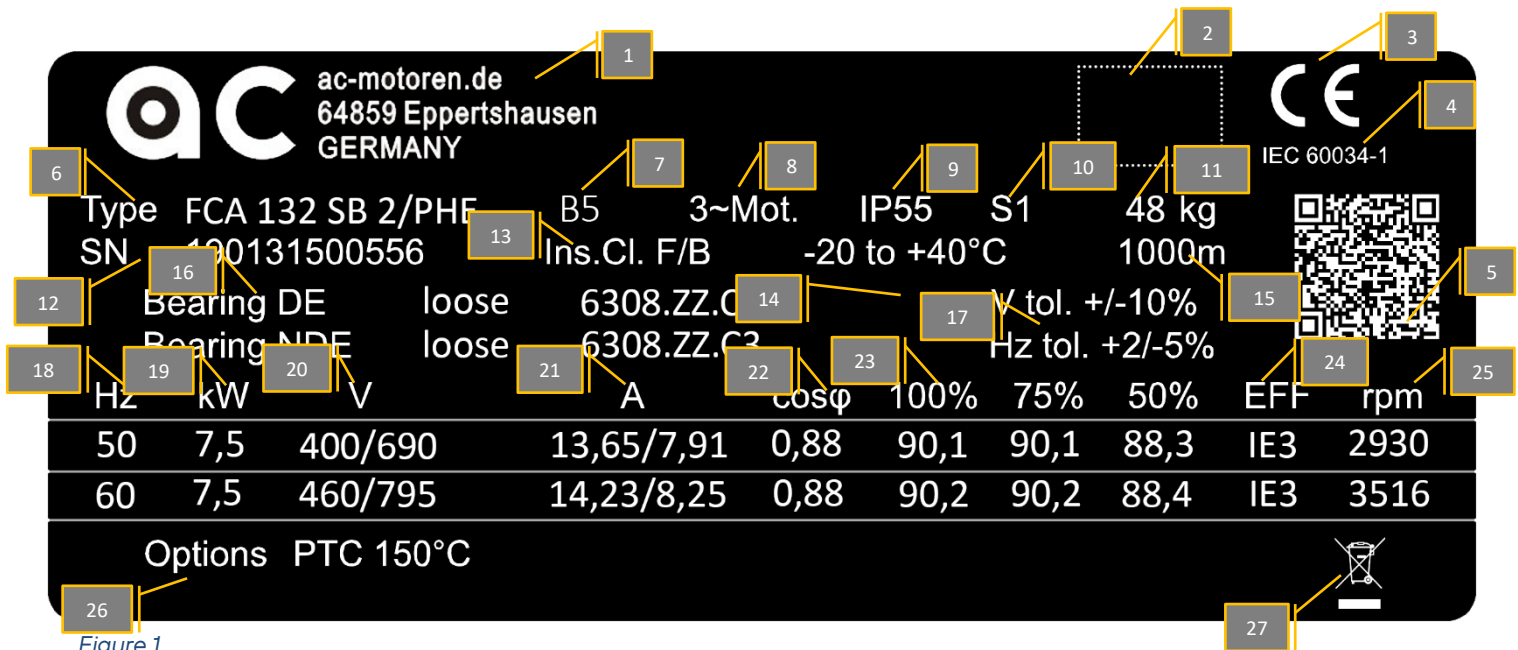 1
2
3
4
5
6
7
8
9
10
11
12
13
14
15
16
17
18
19
20
21
22
23
24
25
26
27
ac
ac-motoren.de
64859 Eppertshausen
GERMANY
CE
IEC 60034-1
Type FCA 132 SB 2/PHE B5 3~Mot. IP55 S1 48 kg
SN 190131500556 Ins.Cl. F/B -20 to +40°C 1000m
Bearing DE loose 6308.ZZ. V tol. +/-10%
Bearing NDE loose 6308.ZZ.C3 Hz tol. +2/-5%
Hz kW V A cosφ 100% 75% 50% EFF rpm
50 7,5 400/690 13,65/7,91 0,88 90,1 90,1 88,3 IE3 2930
60 7,5 460/795 14,23/8,25 0,88 90,2 90,2 88,4 IE3 3516
Options PTC 150°C
Figure 1